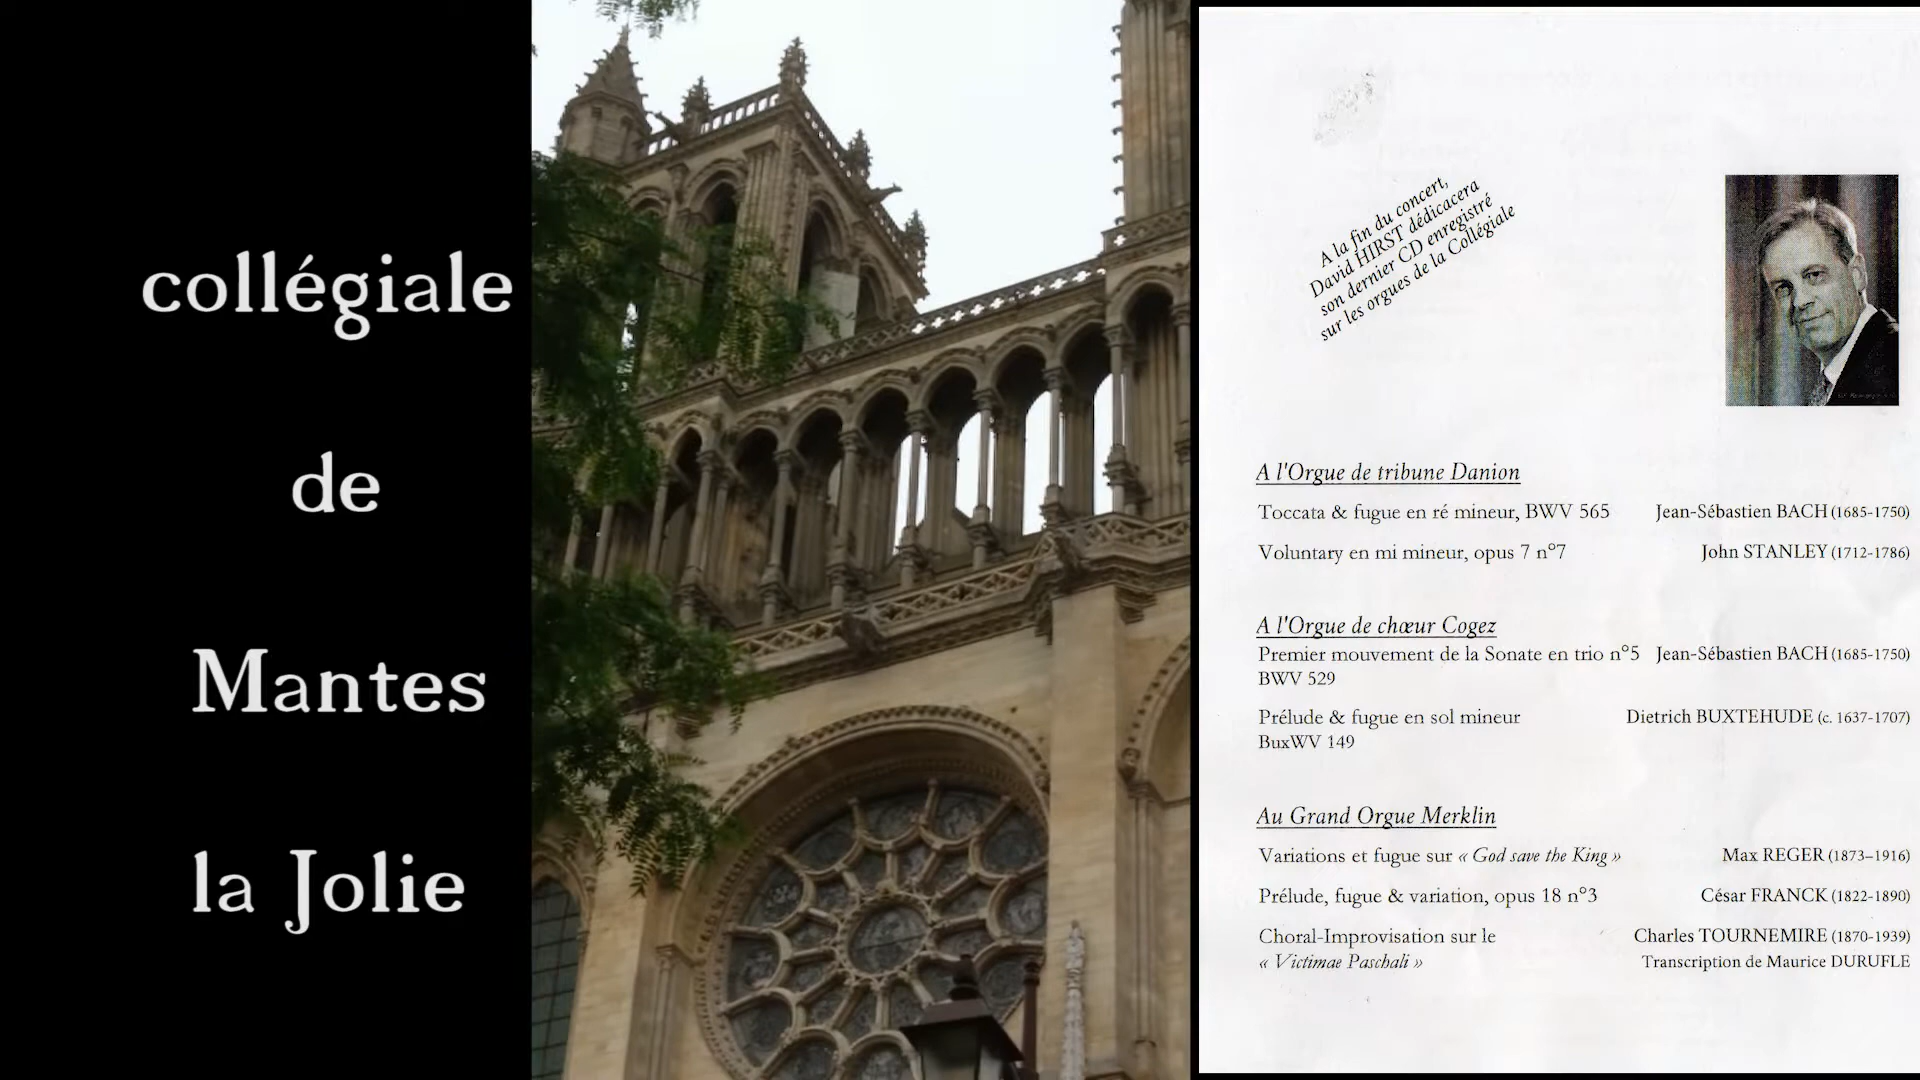 collégiale
de
Mantes
la Jolie
A la fin du concert,
David HIRST dédicacera
son dernier CD enregistré
sur les orgues de la Collégiale
A l'Orgue de tribune Danion
Toccata & fugue en ré mineur, BWV 565 Jean-Sébastien BACH (1685-1750)
Voluntary en mi mineur, opus 7 n°7 John STANLEY (1712-1786)
A l'Orgue de chœur Cogez
Premier mouvement de la Sonate en trio n°5 Jean-Sébastien BACH (1685-1750)
BWV 529
Prélude & fugue en sol mineur Dietrich BUXTEHUDE (c. 1637-1707)
BuxWV 149
Au Grand Orgue Merklin
Variations et fugue sur « God save the King » Max REGER (1873–1916)
Prélude, fugue & variation, opus 18 n°3 César FRANCK (1822-1890)
Choral-Improvisation sur le Charles TOURNEMIRE (1870-1939)
« Victimae Paschali » Transcription de Maurice DURUFLE